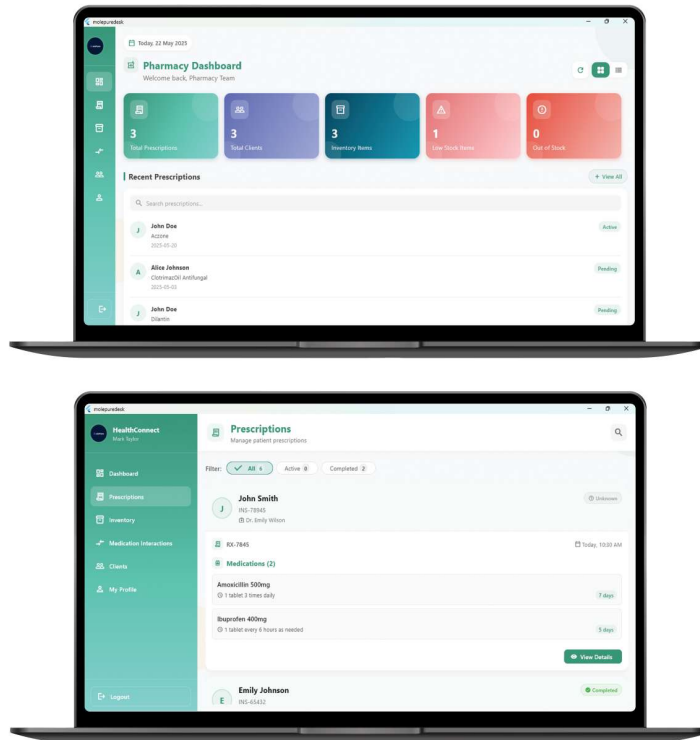 molepuredesk
Today, 22 May 2025
Pharmacy Dashboard
Welcome back, Pharmacy Team
3
Total Prescriptions
3
Total Clients
3
Inventory Items
1
Low Stock Items
0
Out of Stock
Recent Prescriptions
+ View All
Search prescriptions...
J
John Doe
Active
Aczone
2025-05-20
A
Alice Johnson
Pending
ClotrimazOil Antifungal
2025-05-03
J
John Doe
Pending
Dilantin
molepuredesk
HealthConnect
Mark Taylor
Dashboard
Prescriptions
Inventory
Medication Interactions
Clients
My Profile
Logout
Prescriptions
Manage patient prescriptions
Filter: All 6 Active 0 Completed 2
J
John Smith
Unknown
INS-78945
Dr. Emily Wilson
RX-7845
Today, 10:30 AM
Medications (2)
Amoxicillin 500mg
1 tablet 3 times daily
7 days
Ibuprofen 400mg
1 tablet every 6 hours as needed
5 days
View Details
E
Emily Johnson
Completed
INS-65432